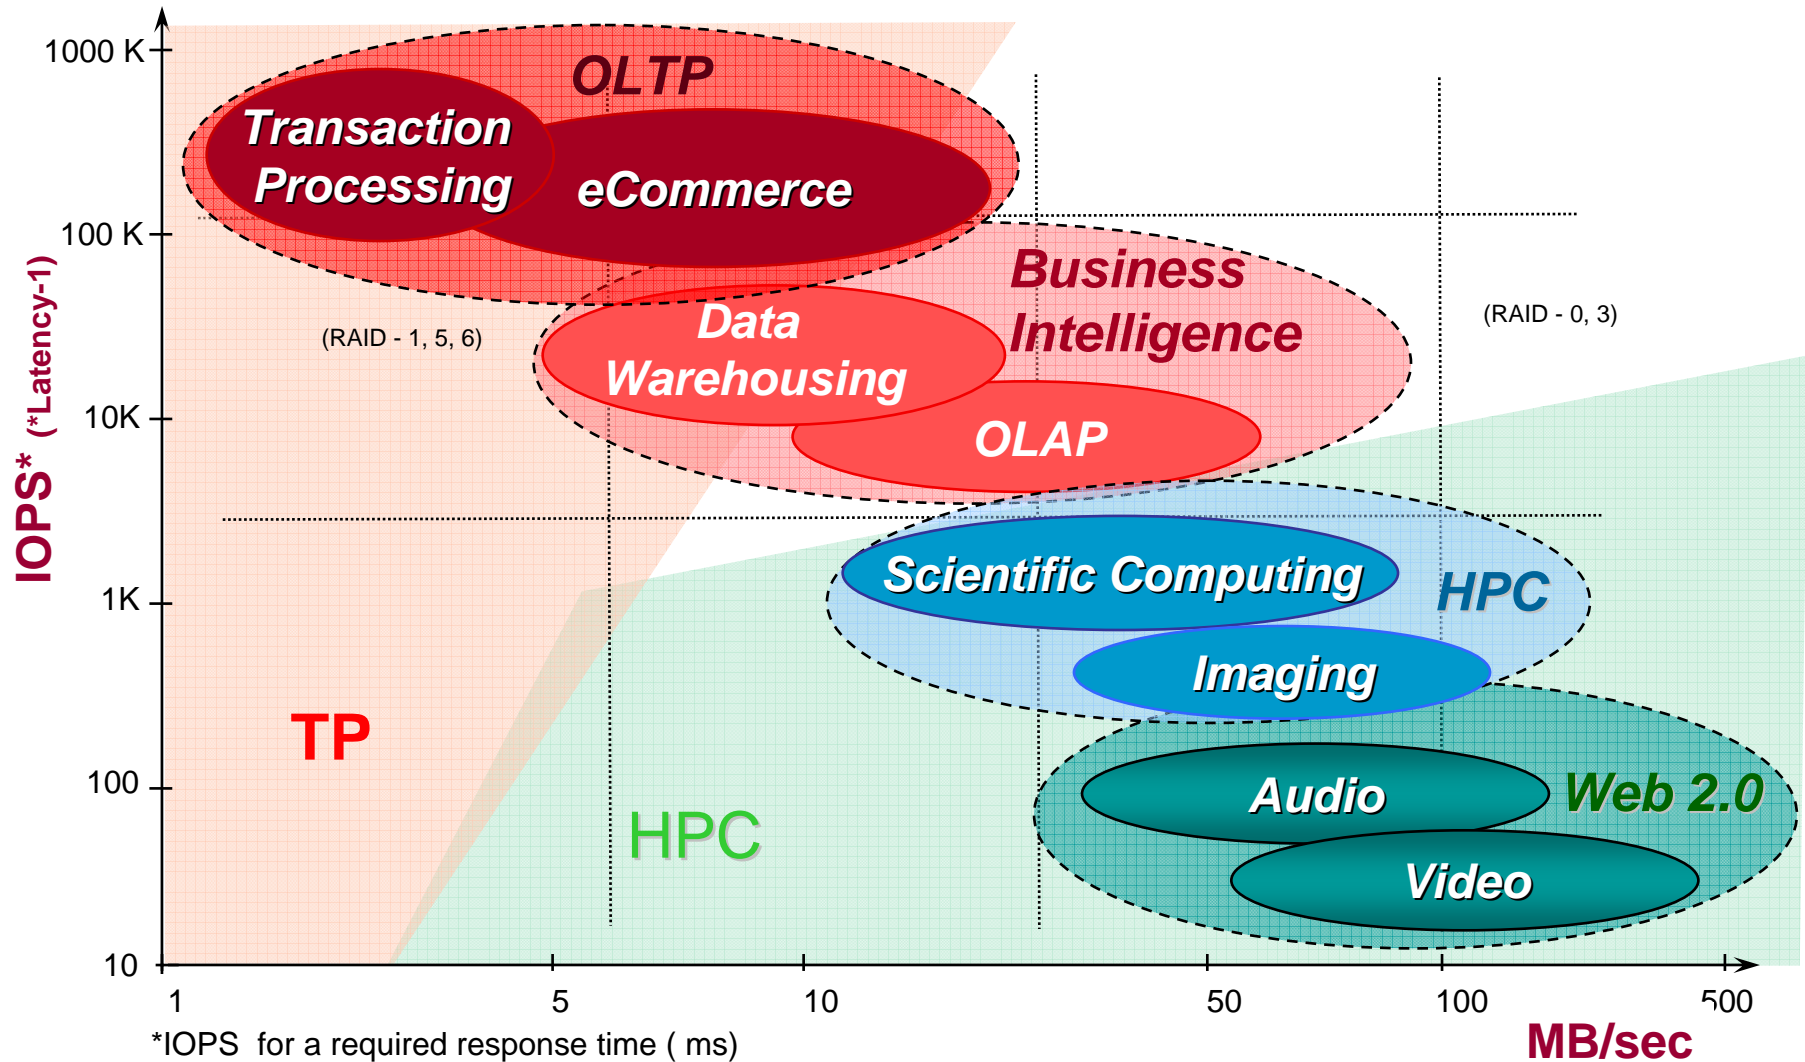 1000 K
OLTP
Transaction
Processing
eCommerce
100 K
Business
Intelligence
(RAID - 1, 5, 6)
(RAID - 0, 3)
Data
Warehousing
10K
OLAP
IOPS* (*Latency-1)
1K
Scientific Computing
HPC
Imaging
TP
100
HPC
Audio
Web 2.0
Video
10
1 5 10 50 100 500
*IOPS for a required response time ( ms)
MB/sec